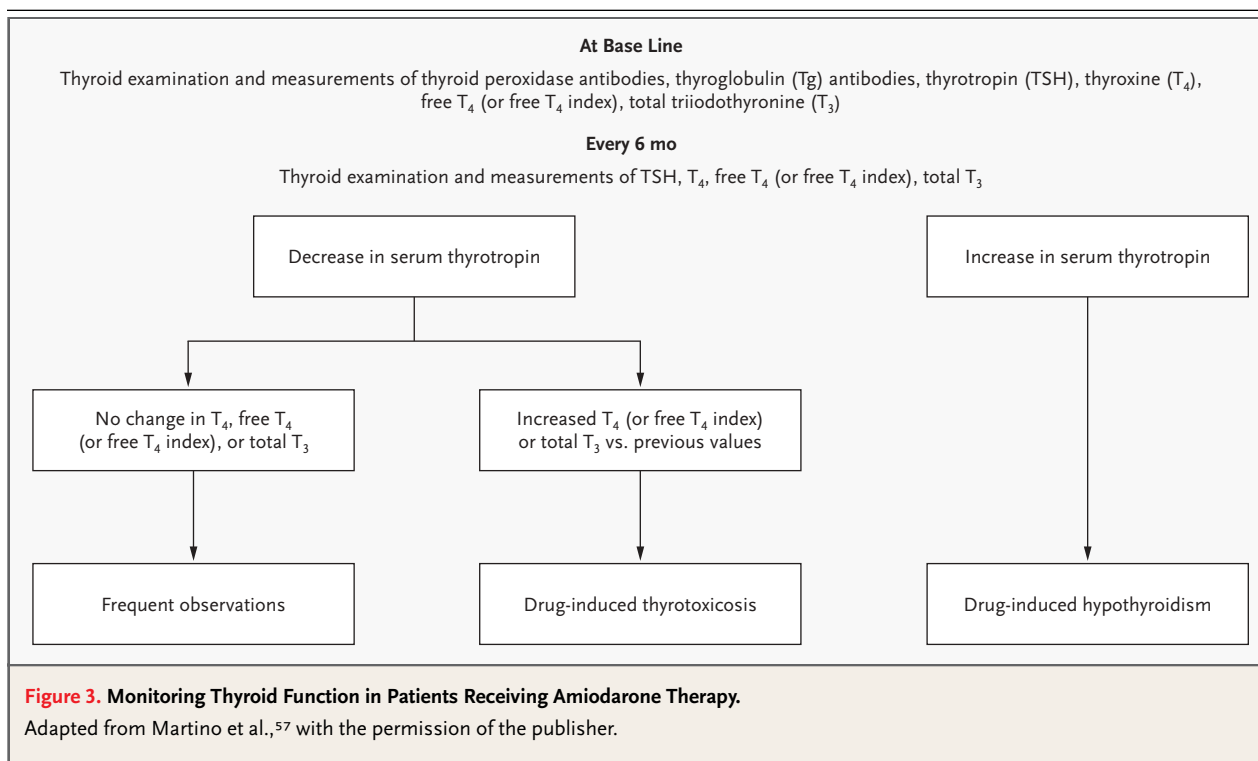 At Base Line
Thyroid examination and measurements of thyroid peroxidase antibodies, thyroglobulin (Tg) antibodies, thyrotropin (TSH), thyroxine (T₄),
free T₄ (or free T₄ index), total triiodothyronine (T₃)
Every 6 mo
Thyroid examination and measurements of TSH, T₄, free T₄ (or free T₄ index), total T₃
Decrease in serum thyrotropin
Increase in serum thyrotropin
No change in T₄, free T₄
(or free T₄ index), or total T₃
Increased T₄ (or free T₄ index)
or total T₃ vs. previous values
Frequent observations
Drug-induced thyrotoxicosis
Drug-induced hypothyroidism
Figure 3. Monitoring Thyroid Function in Patients Receiving Amiodarone Therapy.
Adapted from Martino et al.,⁵⁷ with the permission of the publisher.